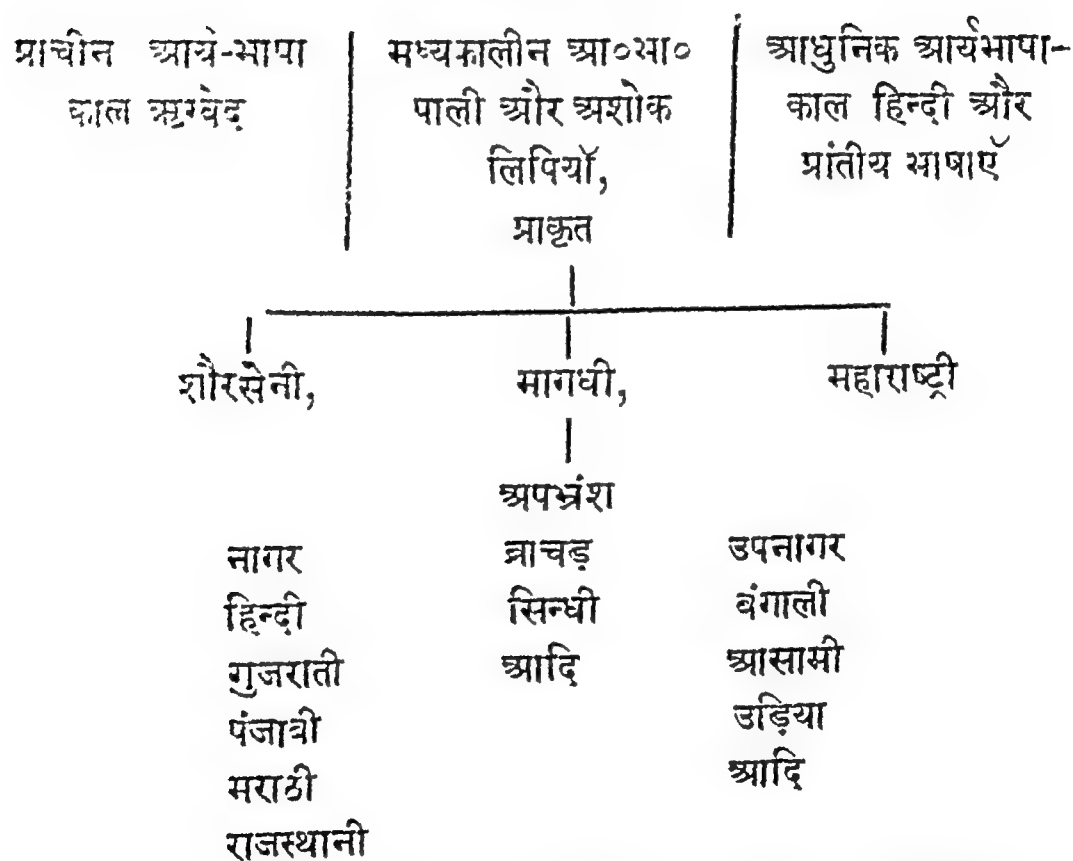 प्राचीन आर्य-भाषा
काल ऋग्वेद
मध्यकालीन आ०भा०
पाली और अशोक
लिपियॉ,
प्राकृत
आधुनिक आर्यभाषा-
काल हिन्दी और
प्रांतीय भाषाएँ
शौरसेनी,
मागधी,
महाराष्ट्री
अपभ्रंश
नागर
हिन्दी
गुजराती
पंजाबी
मराठी
राजस्थानी
व्राचड़
सिन्धी
आदि
उपनागर
बंगाली
आसामी
उड़िया
आदि